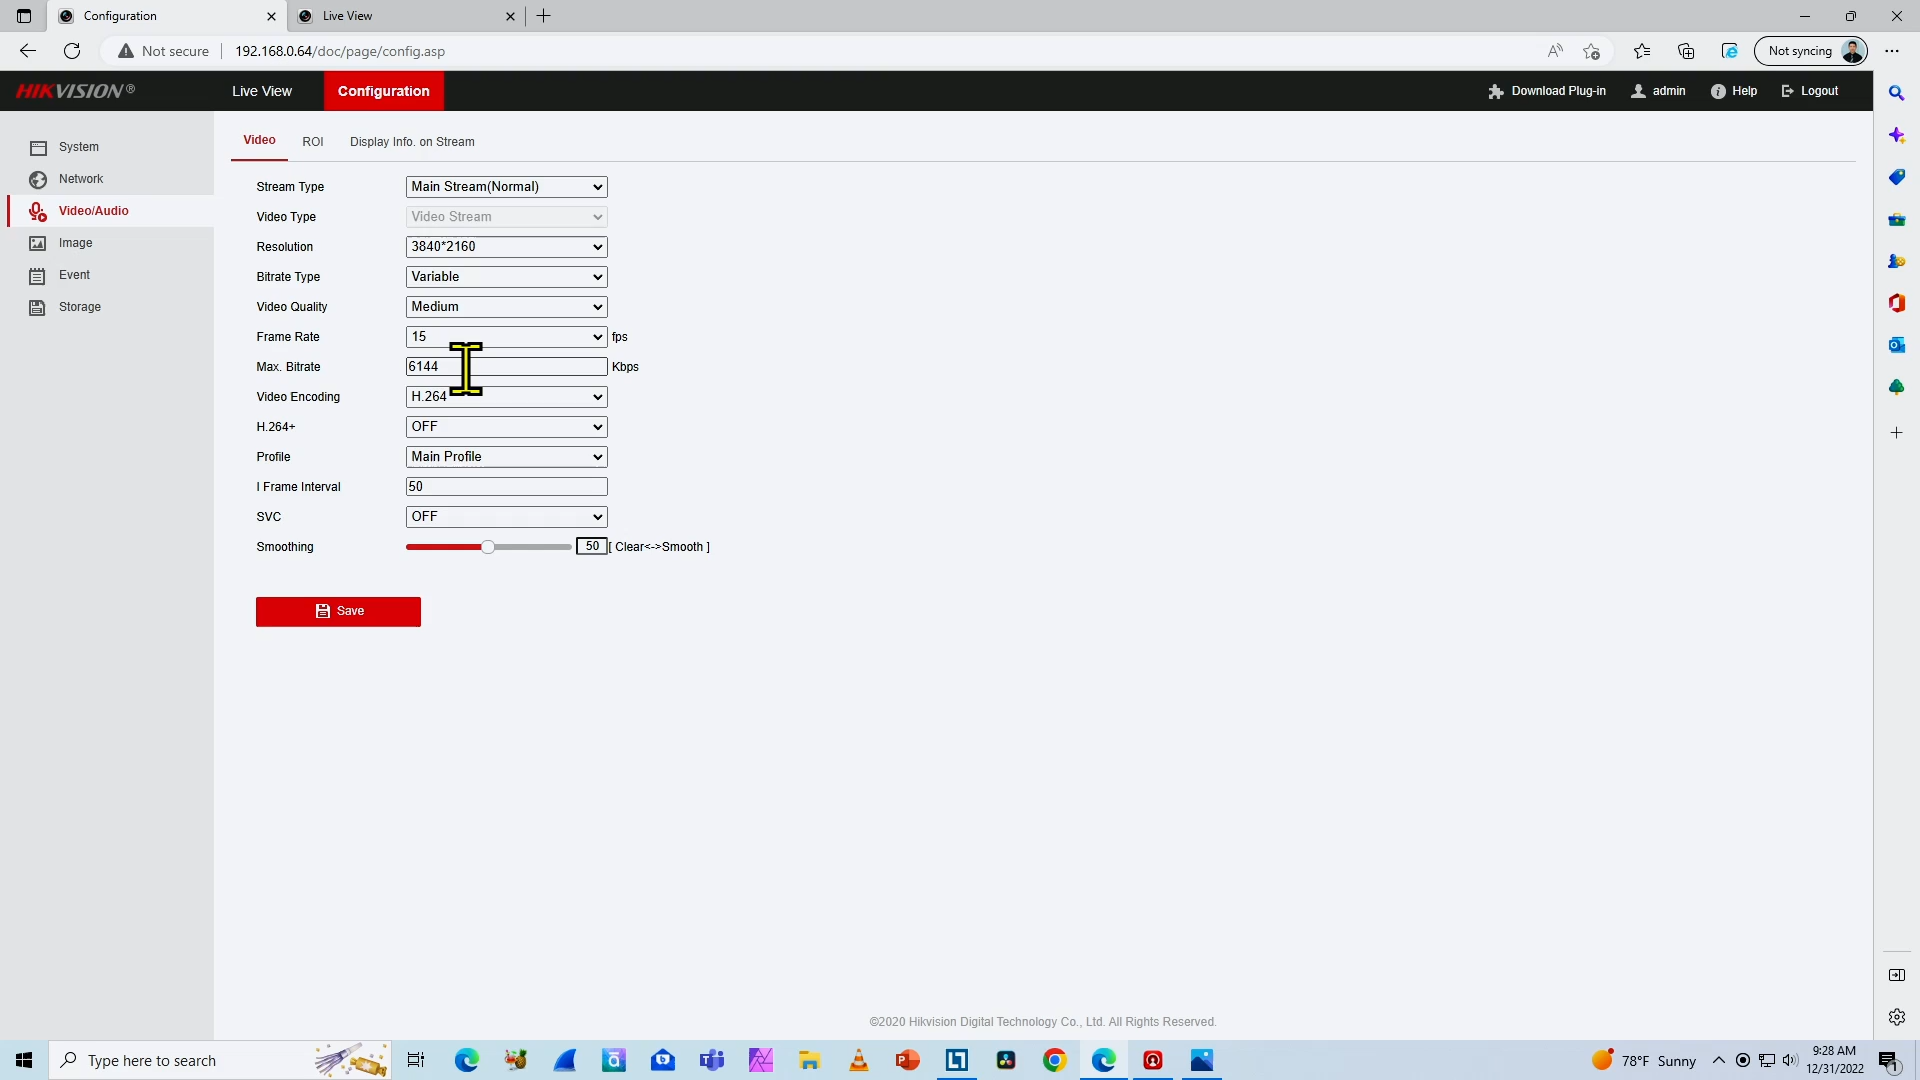 Configuration
Live View
Not secure
192.168.0.64/doc/page/config.asp
Not syncing
HIKVISION®
Live View
Configuration
Download Plug-in
admin
Help
Logout
System
Network
Video/Audio
Image
Event
Storage
Video
ROI
Display Info. on Stream
Stream Type
Main Stream(Normal)
Video Type
Video Stream
Resolution
3840*2160
Bitrate Type
Variable
Video Quality
Medium
Frame Rate
15
fps
Max. Bitrate
6144
Kbps
Video Encoding
H.264
H.264+
OFF
Profile
Main Profile
I Frame Interval
50
SVC
OFF
Smoothing
50
[ Clear<->Smooth ]
Save
©2020 Hikvision Digital Technology Co., Ltd. All Rights Reserved.
Type here to search
78°F Sunny
9:28 AM
12/31/2022
1